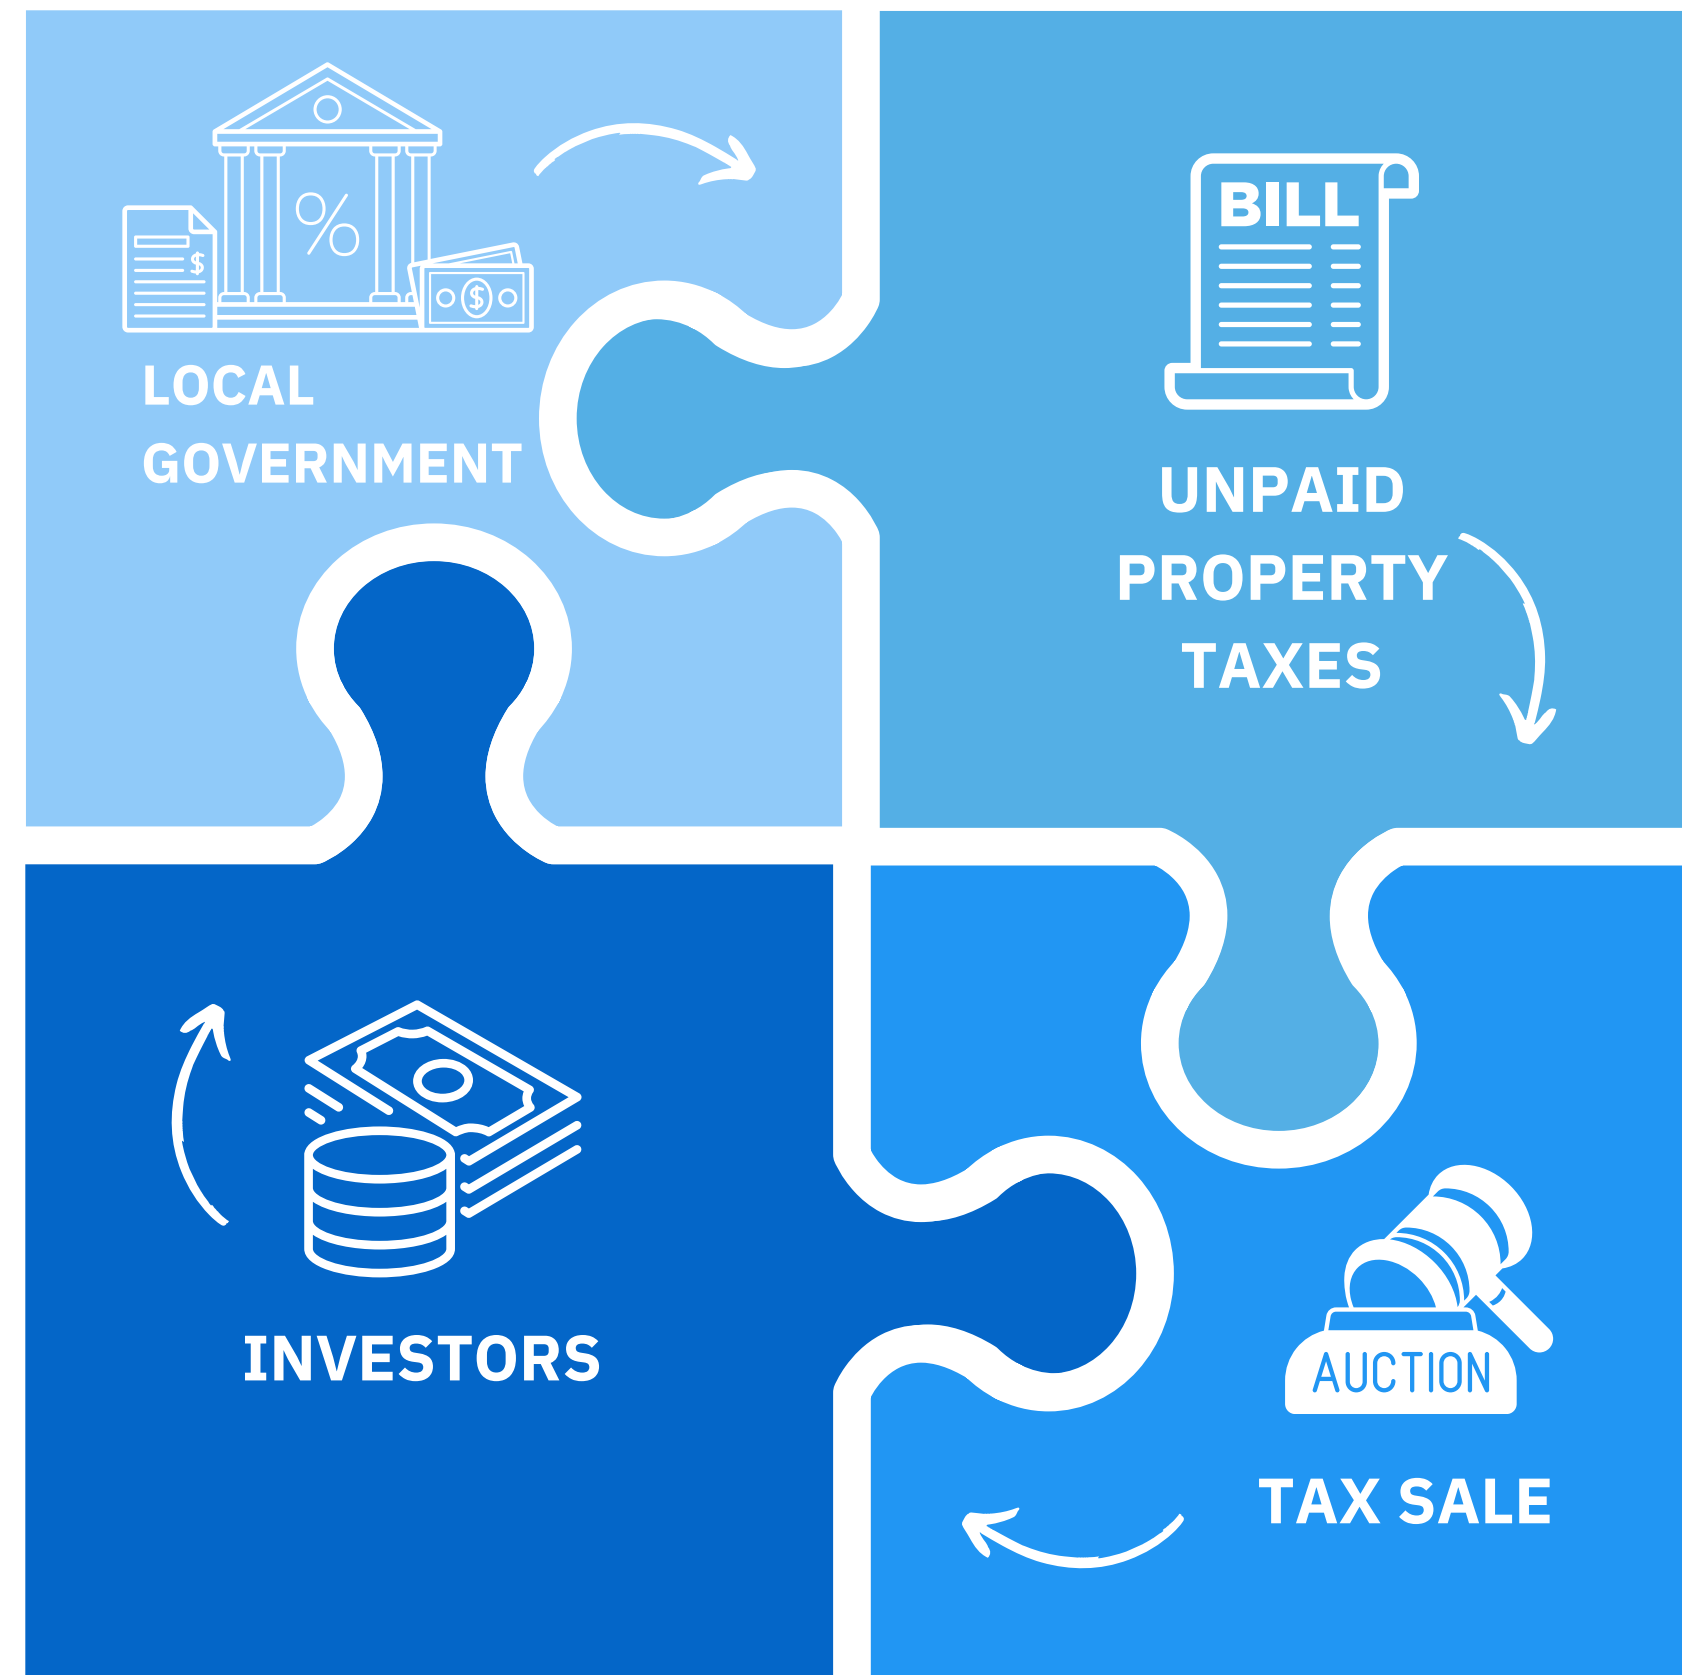 LOCAL
GOVERNMENT
%
$
$
BILL
UNPAID
PROPERTY
TAXES
INVESTORS
AUCTION
TAX SALE